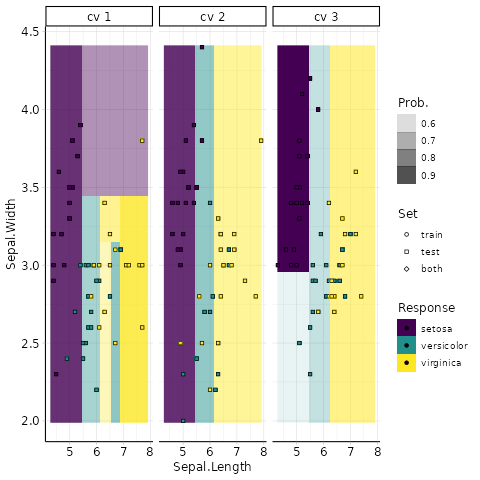 cv 1 cv 2 cv 3
4.5
4.0
3.5
3.0
2.5
2.0
Sepal.Width
5 6 7 8 5 6 7 8 5 6 7 8
Sepal.Length
Prob.
0.6
0.7
0.8
0.9
Set
train
test
both
Response
setosa
versicolor
virginica